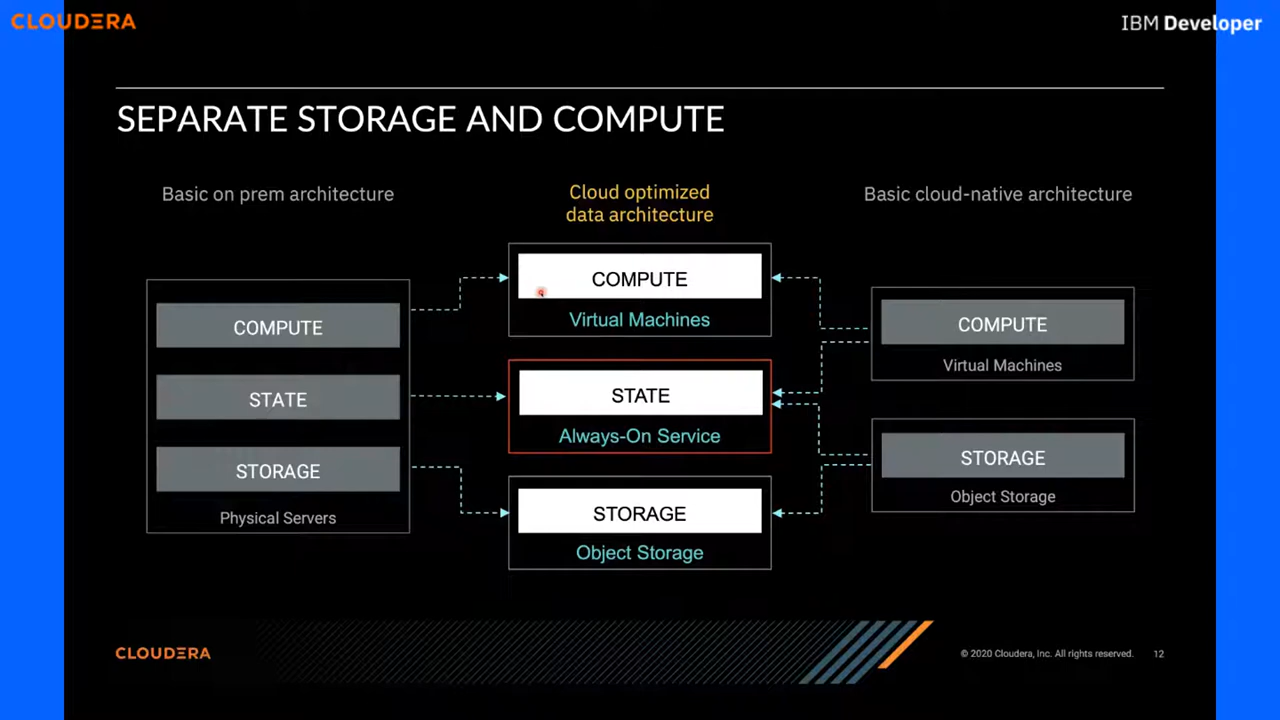 CLOUDERA
IBM Developer
SEPARATE STORAGE AND COMPUTE
Basic on prem architecture
COMPUTE
STATE
STORAGE
Physical Servers
Cloud optimized
data architecture
COMPUTE
Virtual Machines
STATE
Always-On Service
STORAGE
Object Storage
Basic cloud-native architecture
COMPUTE
Virtual Machines
STORAGE
Object Storage
CLOUDERA
© 2020 Cloudera, Inc. All rights reserved.
12